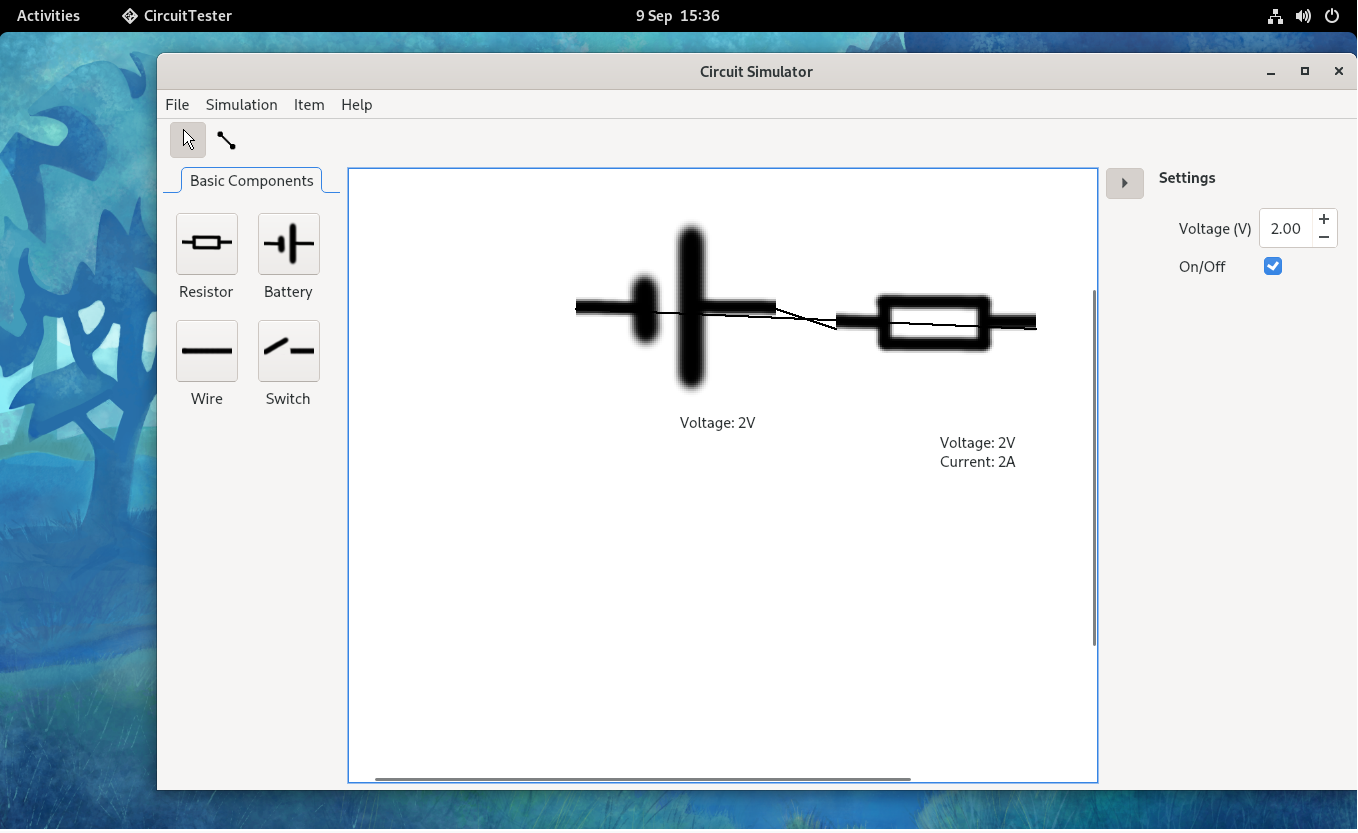 Activities
CircuitTester
9 Sep 15:36
Circuit Simulator
File Simulation Item Help
Basic Components
Resistor Battery
Wire Switch
Voltage: 2V
Voltage: 2V
Current: 2A
Settings
Voltage (V) 2.00
On/Off